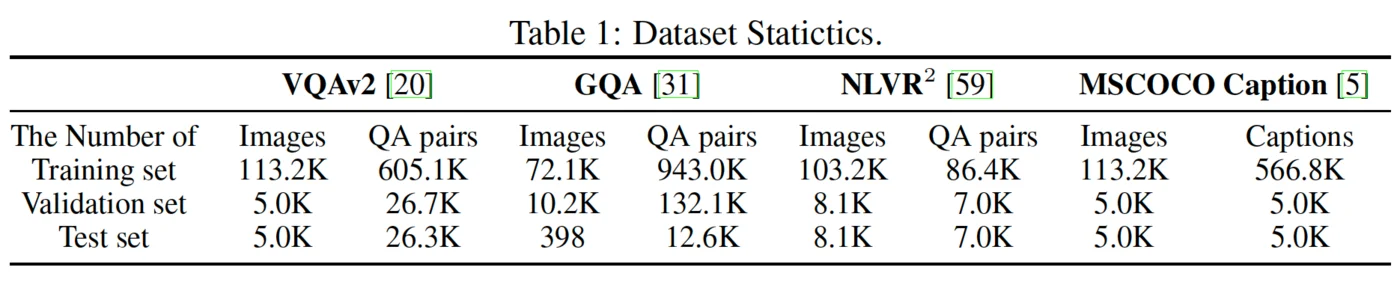 Table 1: Dataset Statictics.
VQAv2 [20] GQA [31] NLVR² [59] MSCOCO Caption [5]
The Number of Images QA pairs Images QA pairs Images QA pairs Images Captions
Training set 113.2K 605.1K 72.1K 943.0K 103.2K 86.4K 113.2K 566.8K
Validation set 5.0K 26.7K 10.2K 132.1K 8.1K 7.0K 5.0K 5.0K
Test set 5.0K 26.3K 398 12.6K 8.1K 7.0K 5.0K 5.0K